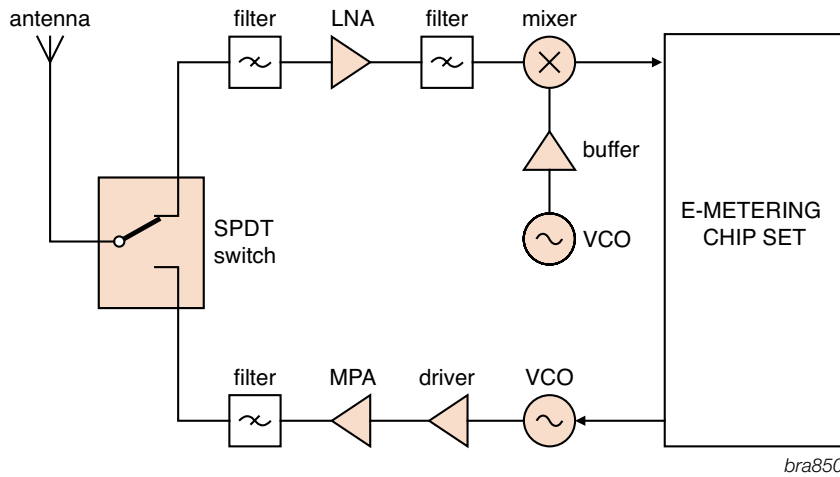 antenna
filter
LNA
filter
mixer
buffer
SPDT
switch
VCO
E-METERING
CHIP SET
filter
MPA
driver
VCO
bra850